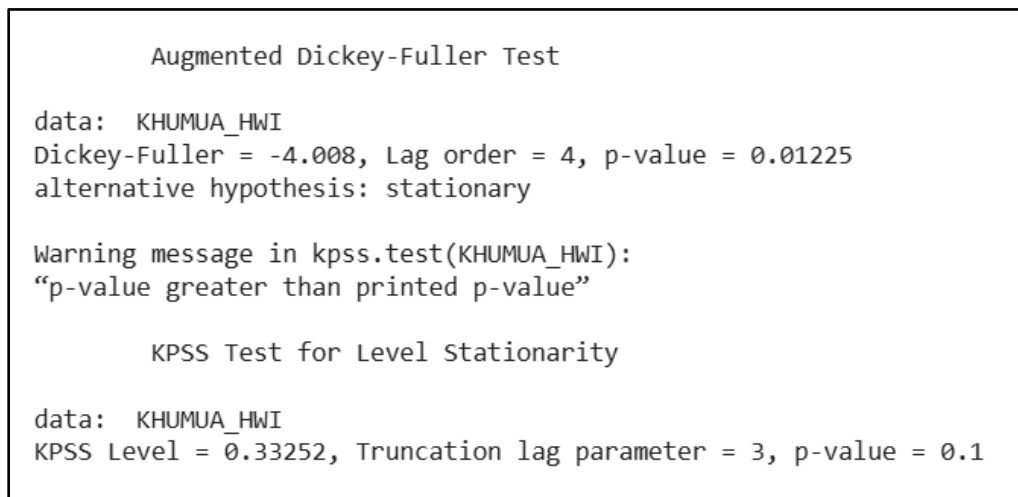 Augmented Dickey-Fuller Test
data: KHUMUA_HWI
Dickey-Fuller = -4.008, Lag order = 4, p-value = 0.01225
alternative hypothesis: stationary
Warning message in kpss.test(KHUMUA_HWI):
“p-value greater than printed p-value”
KPSS Test for Level Stationarity
data: KHUMUA_HWI
KPSS Level = 0.33252, Truncation lag parameter = 3, p-value = 0.1